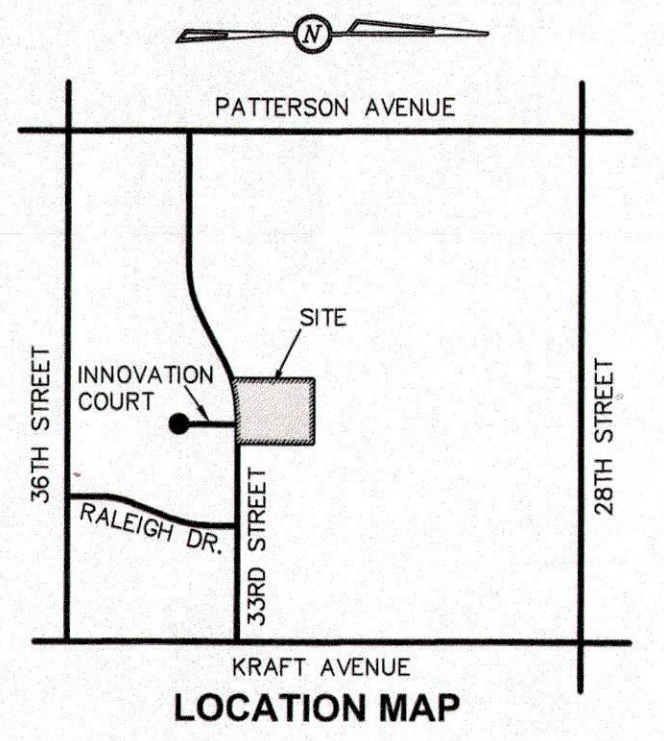 N
PATTERSON AVENUE
SITE
INNOVATION
COURT
36TH STREET
28TH STREET
RALEIGH DR.
33RD STREET
KRAFT AVENUE
LOCATION MAP